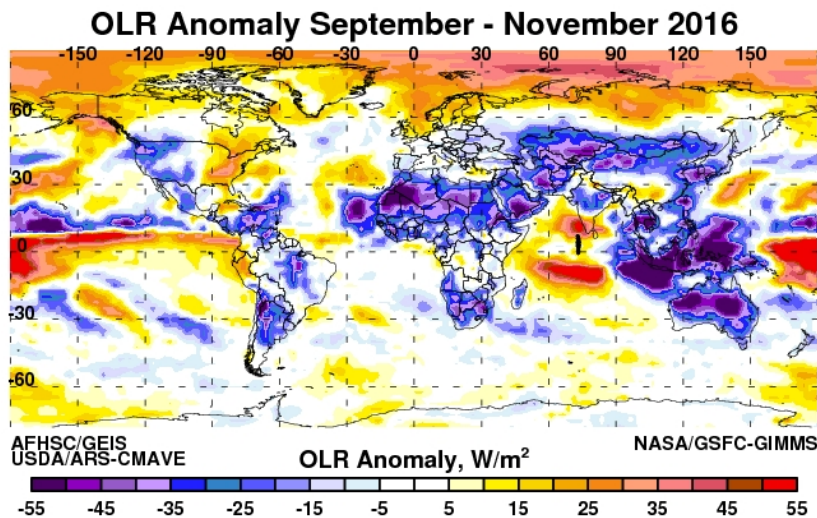 OLR Anomaly September - November 2016
-150 -120 -90 -60 -30 0 30 60 90 120 150
60
30
0
-30
-60
AFHSC/GEIS
USDA/ARS-CMAVE
NASA/GSFC-GIMMS
OLR Anomaly, W/m²
-55 -45 -35 -25 -15 -5 5 15 25 35 45 55